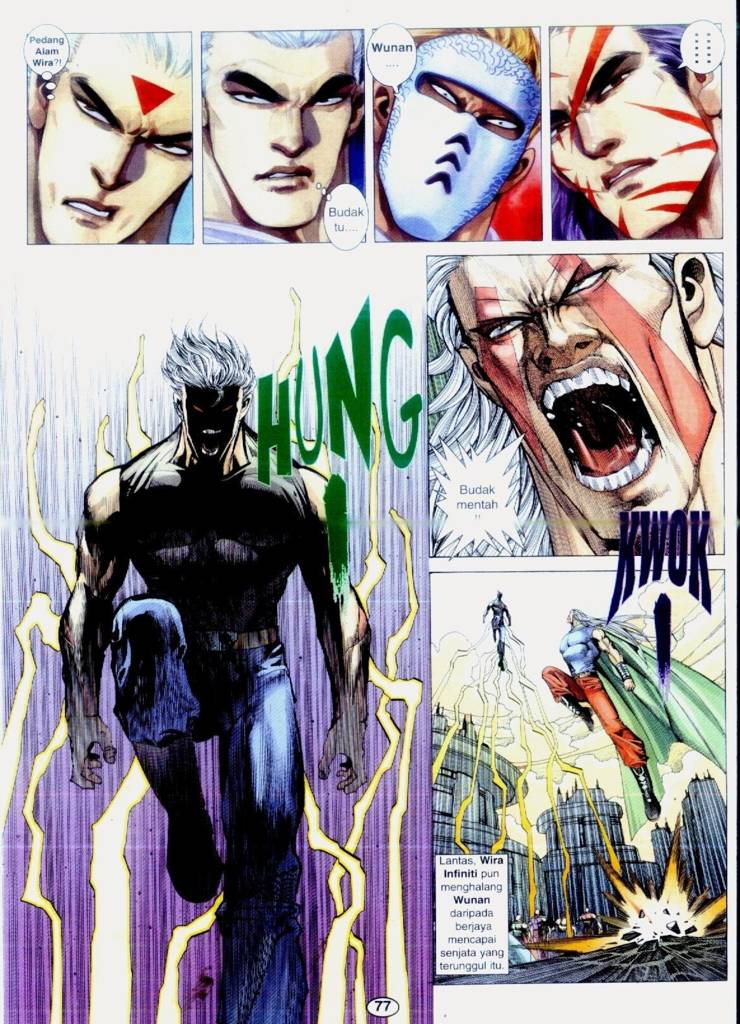 Pedang
Alam
Wira?!
Budak
tu....
Wunan
....
......
HUNG
!
Budak
mentah
!!
KWOK
!
Lantas, Wira
Infiniti pun
menghalang
Wunan
daripada
berjaya
mencapai
senjata yang
terunggul itu.
77